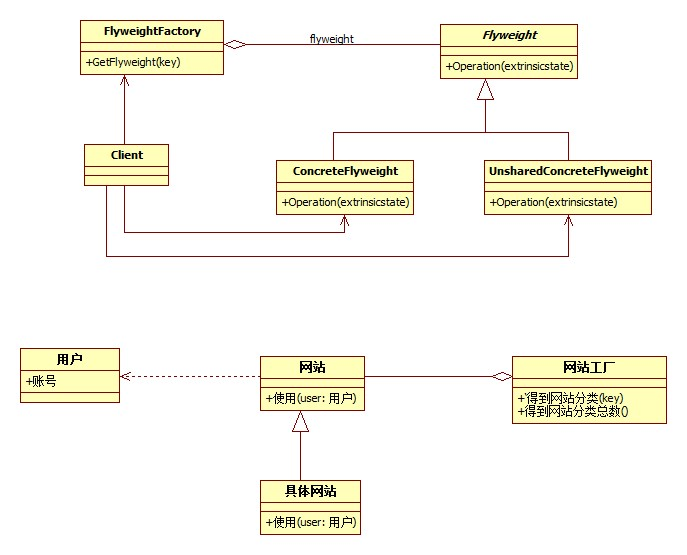 FlyweightFactory
+GetFlyweight(key)
flyweight
Flyweight
+Operation(extrinsicstate)
Client
ConcreteFlyweight
+Operation(extrinsicstate)
UnsharedConcreteFlyweight
+Operation(extrinsicstate)
用户
+账号
网站
+使用(user: 用户)
网站工厂
+得到网站分类(key)
+得到网站分类总数()
具体网站
+使用(user: 用户)